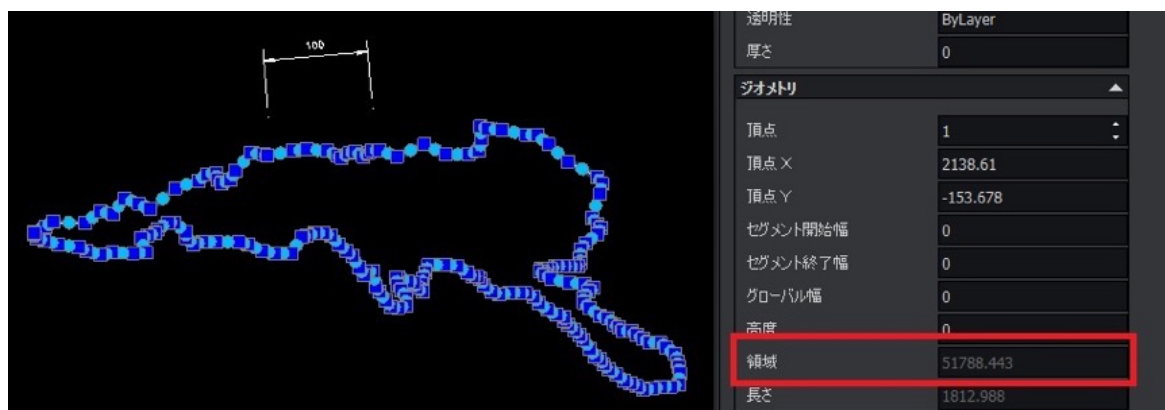 100
透明性 ByLayer
厚さ 0
ジオメトリ
頂点 1
頂点 X 2138.61
頂点 Y -153.678
セグメント開始幅 0
セグメント終了幅 0
グローバル幅 0
高度 0
領域 51788.443
長さ 1812.988